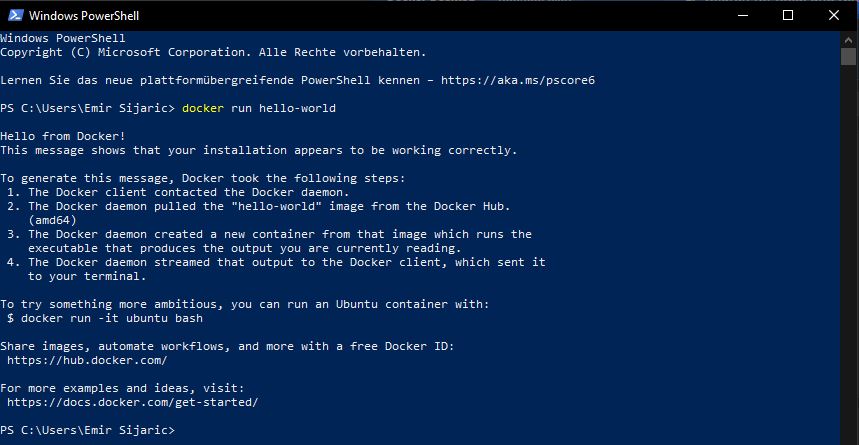 Windows PowerShell
Windows PowerShell
Copyright (C) Microsoft Corporation. Alle Rechte vorbehalten.
Lernen Sie das neue plattformübergreifende PowerShell kennen – https://aka.ms/pscore6
PS C:\Users\Emir Sijaric> docker run hello-world
Hello from Docker!
This message shows that your installation appears to be working correctly.
To generate this message, Docker took the following steps:
1. The Docker client contacted the Docker daemon.
2. The Docker daemon pulled the "hello-world" image from the Docker Hub.
(amd64)
3. The Docker daemon created a new container from that image which runs the
executable that produces the output you are currently reading.
4. The Docker daemon streamed that output to the Docker client, which sent it
to your terminal.
To try something more ambitious, you can run an Ubuntu container with:
$ docker run -it ubuntu bash
Share images, automate workflows, and more with a free Docker ID:
https://hub.docker.com/
For more examples and ideas, visit:
https://docs.docker.com/get-started/
PS C:\Users\Emir Sijaric>